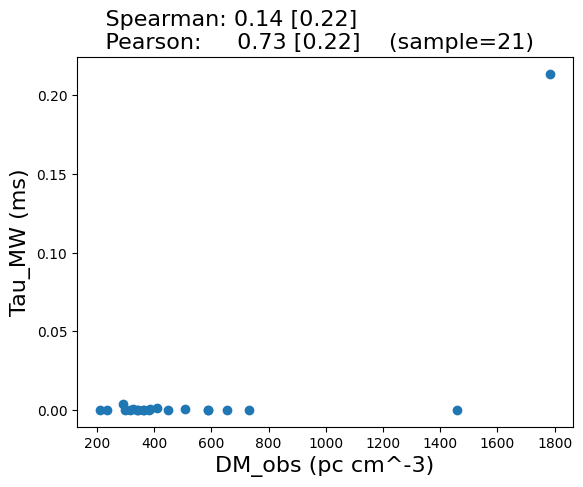 Spearman: 0.14 [0.22]
Pearson: 0.73 [0.22] (sample=21)
0.20
0.15
0.10
0.05
0.00
Tau_MW (ms)
200 400 600 800 1000 1200 1400 1600 1800
DM_obs (pc cm^-3)